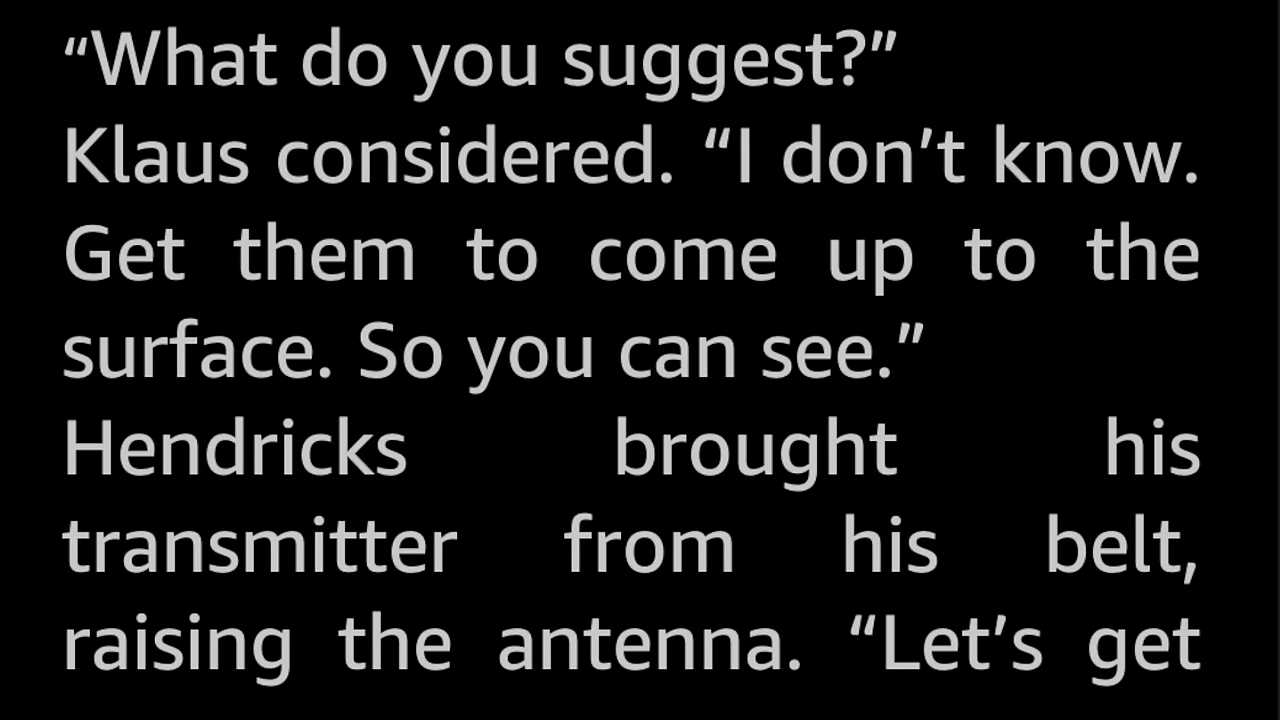 “What do you suggest?”
Klaus considered. “I don’t know.
Get them to come up to the
surface. So you can see.”
Hendricks brought his
transmitter from his belt,
raising the antenna. “Let’s get